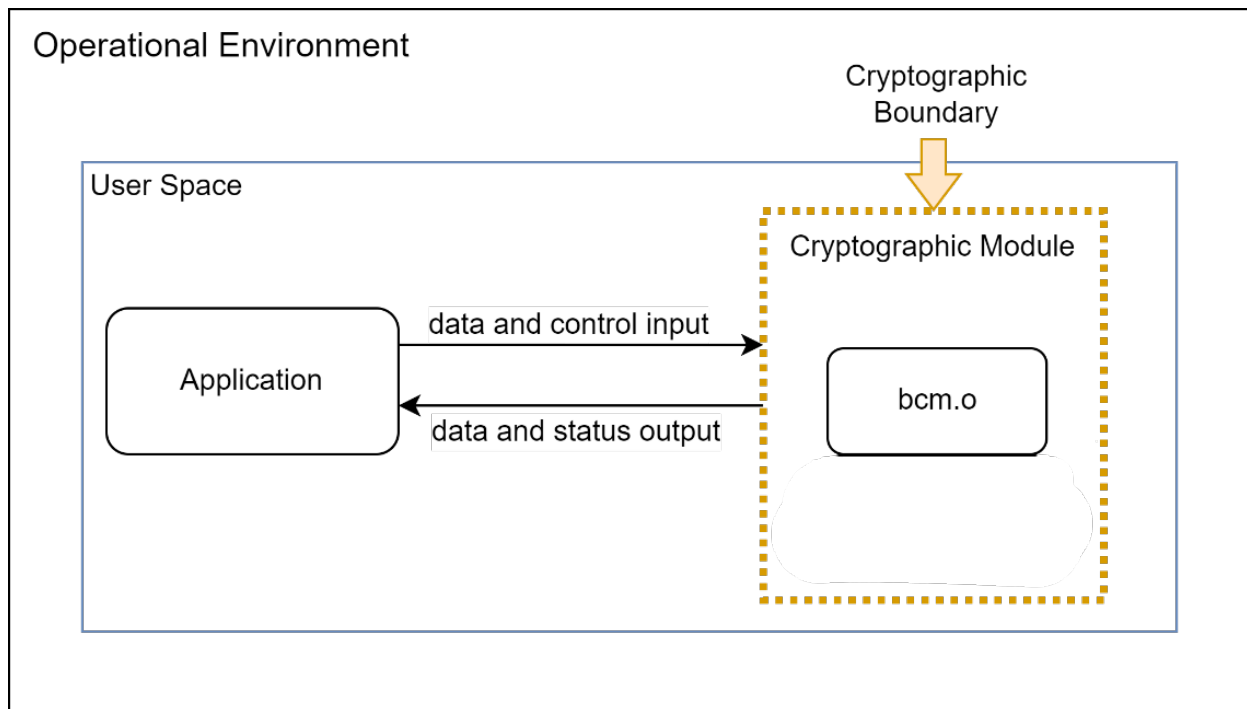 Operational Environment
Cryptographic
Boundary
User Space
Cryptographic Module
data and control input
Application
bcm.o
data and status output